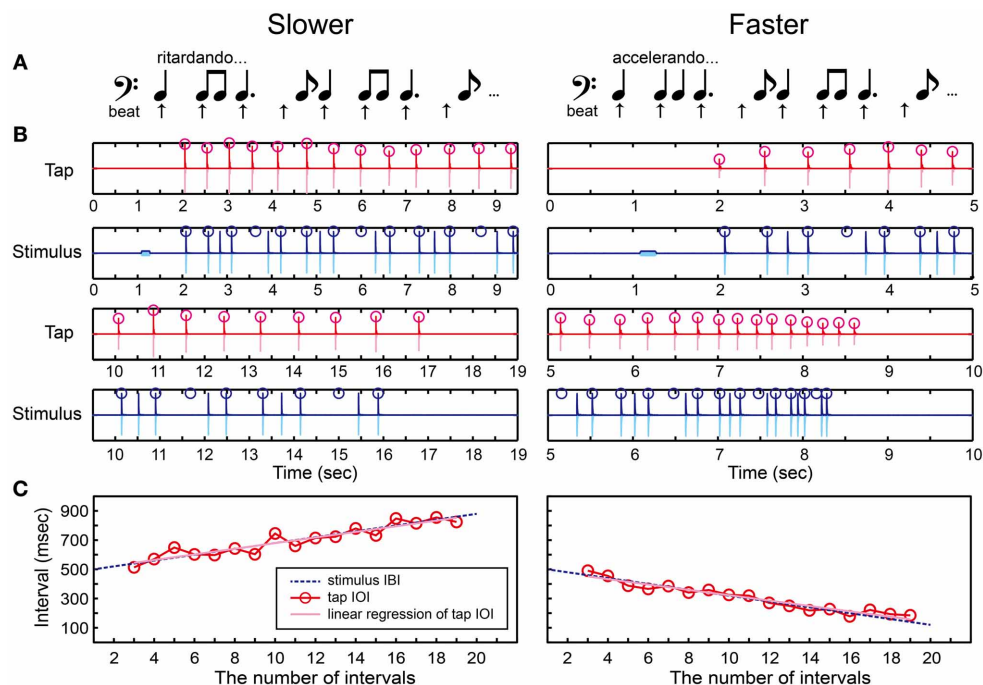 Slower Faster
A ritardando... accelerando...
... ...
beat beat
B
Tap
0 1 2 3 4 5 6 7 8 9 0 1 2 3 4 5
Stimulus
0 1 2 3 4 5 6 7 8 9 0 1 2 3 4 5
Tap
10 11 12 13 14 15 16 17 18 19 5 6 7 8 9 10
Stimulus
10 11 12 13 14 15 16 17 18 19 5 6 7 8 9 10
Time (sec) Time (sec)
C
Interval (msec)
900
700
500
300
100
stimulus IBI
tap IOI
linear regression of tap IOI
2 4 6 8 10 12 14 16 18 20 2 4 6 8 10 12 14 16 18 20
The number of intervals The number of intervals